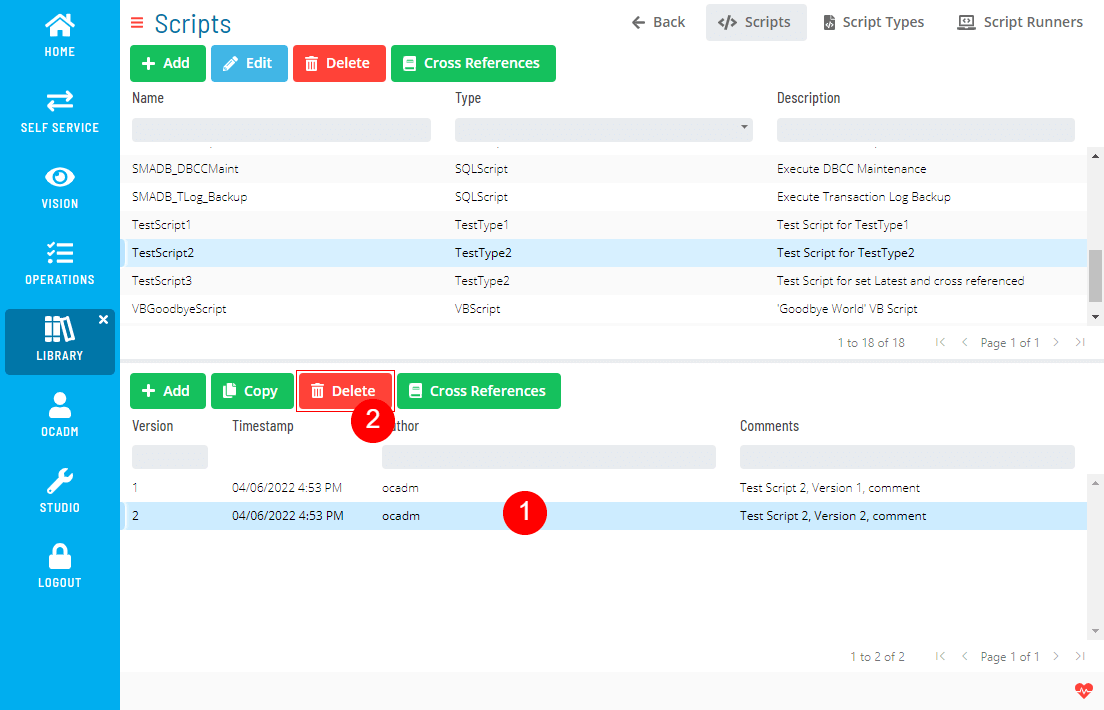 HOME
SELF SERVICE
VISION
OPERATIONS
LIBRARY
OCADM
STUDIO
LOGOUT
Scripts
Back
Scripts
Script Types
Script Runners
Add
Edit
Delete
Cross References
Name Type Description
SMADB_DBCCMaint SQLScript Execute DBCC Maintenance
SMADB_TLog_Backup SQLScript Execute Transaction Log Backup
TestScript1 TestType1 Test Script for TestType1
TestScript2 TestType2 Test Script for TestType2
TestScript3 TestType2 Test Script for set Latest and cross referenced
VBGoodbyeScript VBScript 'Goodbye World' VB Script
1 to 18 of 18 Page 1 of 1
Add
Copy
Delete
Cross References
2
Version Timestamp uthor Comments
1 04/06/2022 4:53 PM ocadm Test Script 2, Version 1, comment
2 04/06/2022 4:53 PM ocadm 1 Test Script 2, Version 2, comment
1 to 2 of 2 Page 1 of 1